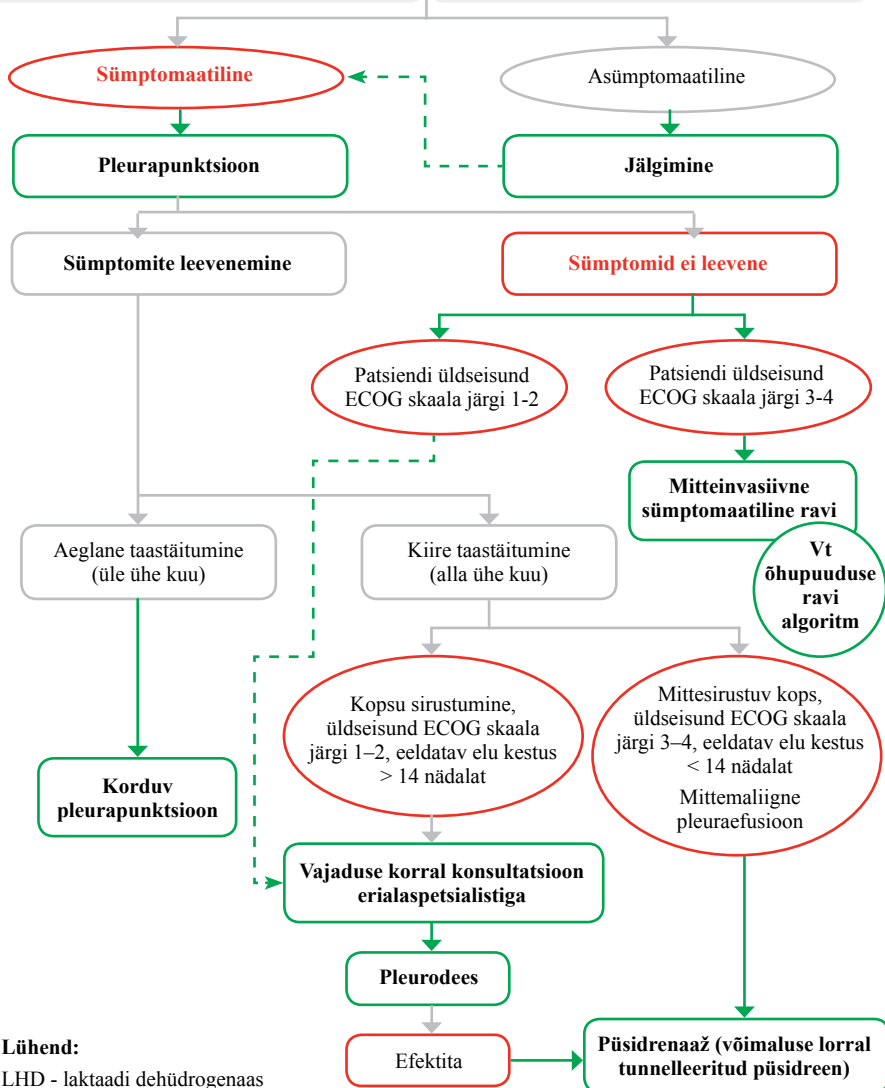 Sümptomaatiline
Asümptomaatiline
Pleurapunktsioon
Jälgimine
Sümptomite leevenemine
Sümptomid ei leevene
Patsiendi üldseisund
ECOG skaala järgi 1-2
Patsiendi üldseisund
ECOG skaala järgi 3-4
Mitteinvasiivne
sümptomaatiline ravi
Vt
õhupuuduse
ravi
algoritm
Aeglane taastäitumine
(üle ühe kuu)
Kiire taastäitumine
(alla ühe kuu)
Kopsu sirustumine,
üldseisund ECOG skaala
järgi 1–2, eeldatav elu kestus
> 14 nädalat
Mittesirustuv kops,
üldseisund ECOG skaala
järgi 3–4, eeldatav elu kestus
< 14 nädalat
Mittemaliigne
pleuraefusioon
Korduv
pleurapunktsioon
Vajaduse korral konsultatsioon
erialaspetsialistiga
Pleurodees
Efektita
Püsidrenaaž (võimaluse lorral
tunnelleeritud püsidreen)
Lühend:
LHD - laktaadi dehüdrogenaas